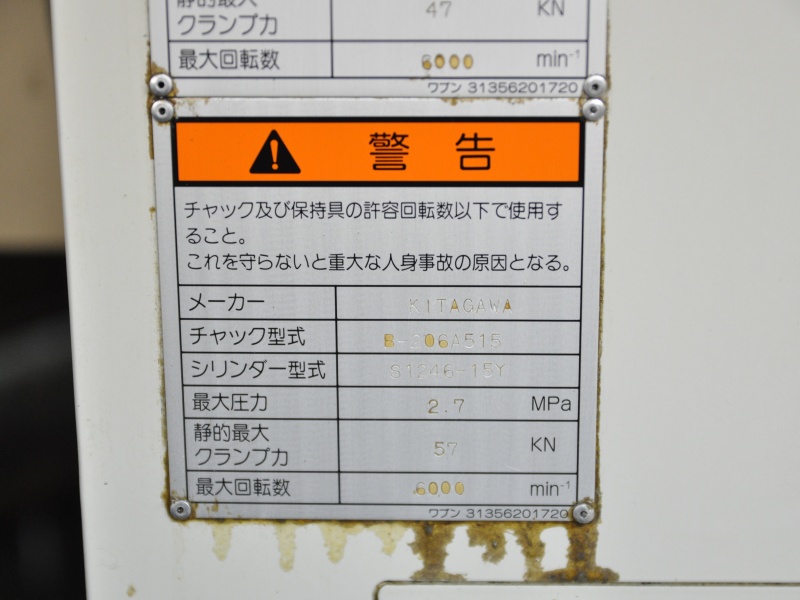 静的最大 47 KN
クランプ力
最大回転数 6000 min⁻¹
ワブン 31356201720
警告
チャック及び保持具の許容回転数以下で使用す
ること。
これを守らないと重大な人身事故の原因となる。
メーカー KITAGAWA
チャック型式 B-206A515
シリンダー型式 S1246-15Y
最大圧力 2.7 MPa
静的最大
クランプ力 57 KN
最大回転数 6000 min⁻¹
ワブン 31356201720